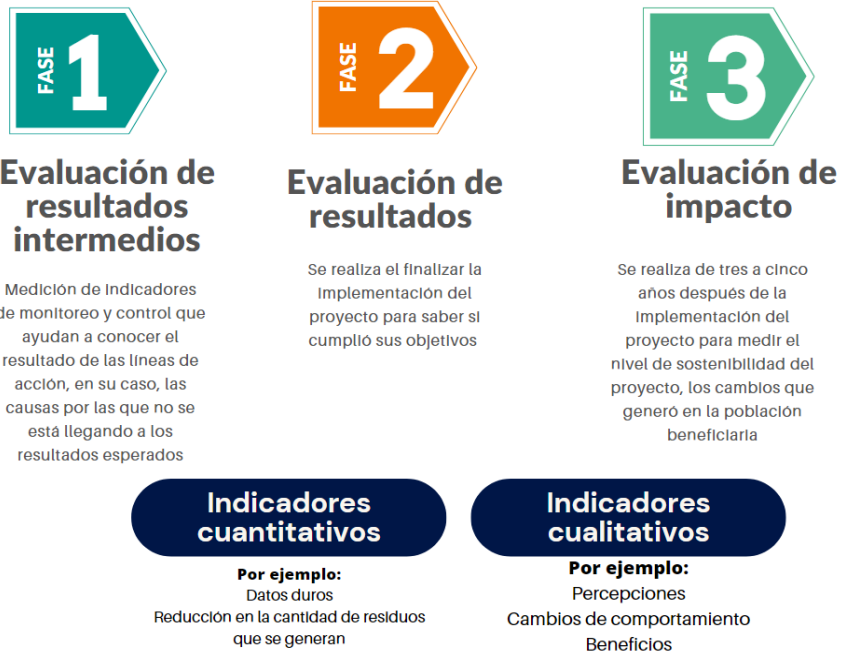 FASE 1
Evaluación de
resultados
intermedios
Medición de indicadores
de monitoreo y control que
ayudan a conocer el
resultado de las líneas de
acción, en su caso, las
causas por las que no se
está llegando a los
resultados esperados
FASE 2
Evaluación de
resultados
Se realiza el finalizar la
implementación del
proyecto para saber si
cumplió sus objetivos
FASE 3
Evaluación de
impacto
Se realiza de tres a cinco
años después de la
implementación del
proyecto para medir el
nivel de sostenibilidad del
proyecto, los cambios que
generó en la población
beneficiaria
Indicadores
cuantitativos
Por ejemplo:
Datos duros
Reducción en la cantidad de residuos
que se generan
Indicadores
cualitativos
Por ejemplo:
Percepciones
Cambios de comportamiento
Beneficios